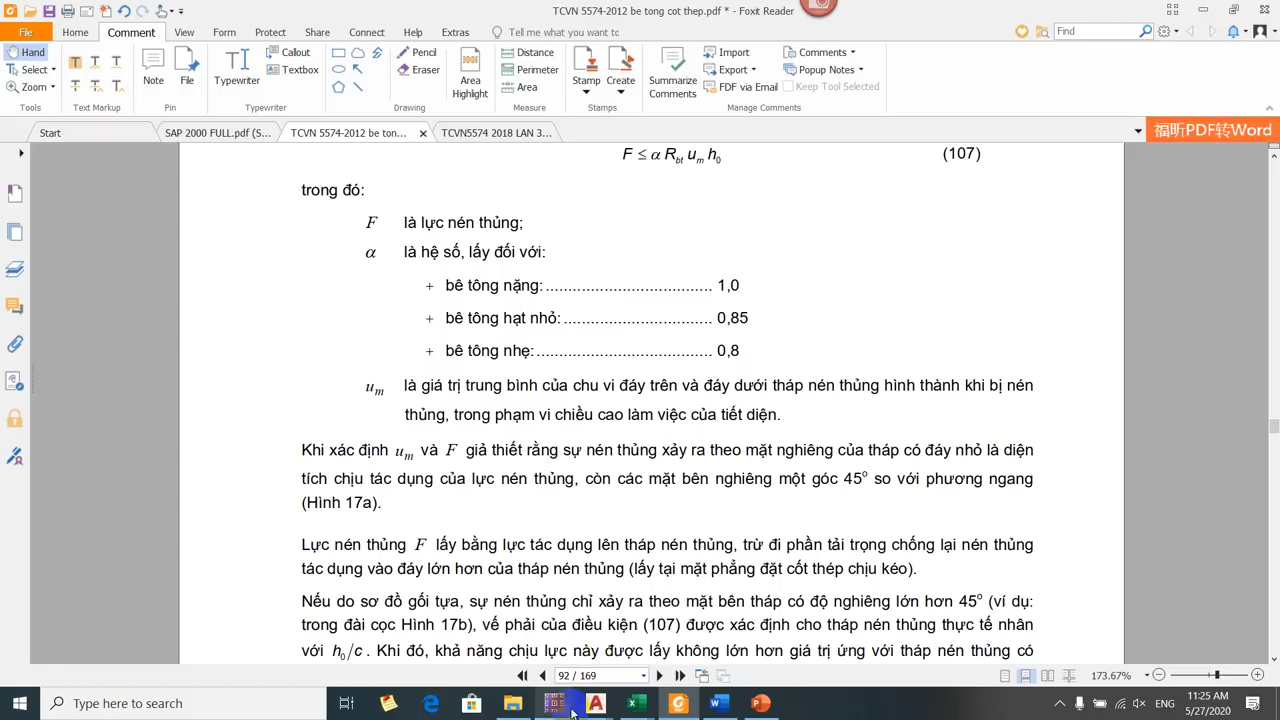 TCVN 5574-2012 be tong cot thep.pdf * - Foxit Reader
File Home Comment View Form Protect Share Connect Help Extras Tell me what you want to Find
Hand Select Zoom Tools
Text Markup
Note File Pin
Typewriter Callout Textbox Typewriter
Pencil Eraser Drawing
Area Highlight
Distance Perimeter Area Measure
Stamp Create Stamps
Summarize Comments Import Export FDF via Email Comments Popup Notes Keep Tool Selected Manage Comments
Start SAP 2000 FULL.pdf (S... TCVN 5574-2012 be ton... TCVN5574 2018 LAN 3... 福昕PDF转Word
F ≤ α Rbt um h0 (107)
trong đó:
F là lực nén thủng;
α là hệ số, lấy đối với:
+ bê tông nặng: ..................................... 1,0
+ bê tông hạt nhỏ: ................................. 0,85
+ bê tông nhẹ: ....................................... 0,8
um là giá trị trung bình của chu vi đáy trên và đáy dưới tháp nén thủng hình thành khi bị nén
thủng, trong phạm vi chiều cao làm việc của tiết diện.
Khi xác định um và F giả thiết rằng sự nén thủng xảy ra theo mặt nghiêng của tháp có đáy nhỏ là diện
tích chịu tác dụng của lực nén thủng, còn các mặt bên nghiêng một góc 45o so với phương ngang
(Hình 17a).
Lực nén thủng F lấy bằng lực tác dụng lên tháp nén thủng, trừ đi phần tải trọng chống lại nén thủng
tác dụng vào đáy lớn hơn của tháp nén thủng (lấy tại mặt phẳng đặt cốt thép chịu kéo).
Nếu do sơ đồ gối tựa, sự nén thủng chỉ xảy ra theo mặt bên tháp có độ nghiêng lớn hơn 45o (ví dụ:
trong đài cọc Hình 17b), vế phải của điều kiện (107) được xác định cho tháp nén thủng thực tế nhân
với h0/c. Khi đó, khả năng chịu lực này được lấy không lớn hơn giá trị ứng với tháp nén thủng có
92 / 169 173.67%
Type here to search
ENG 11:25 AM
5/27/2020